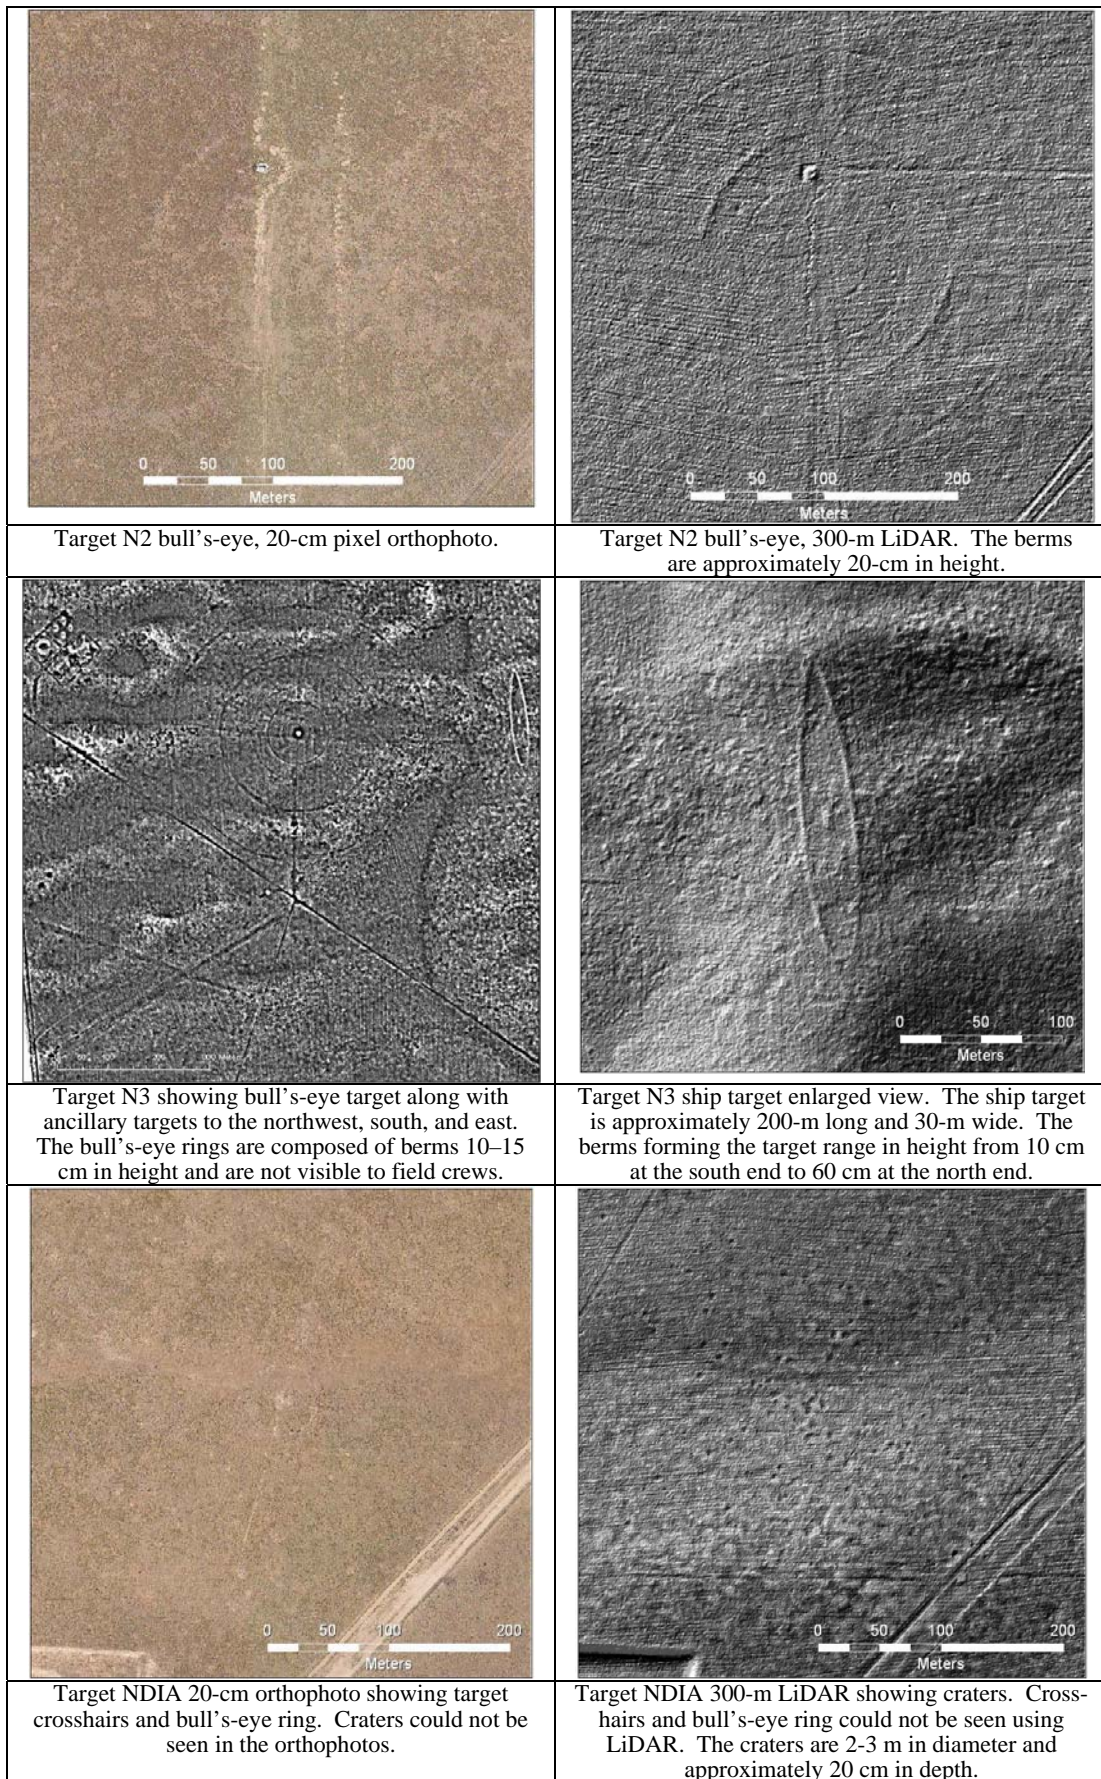 0 50 100 200
Meters
0 50 100 200
Meters
Target N2 bull's-eye, 20-cm pixel orthophoto.
Target N2 bull's-eye, 300-m LiDAR. The berms
are approximately 20-cm in height.
0 50 100
Meters
Target N3 showing bull's-eye target along with
ancillary targets to the northwest, south, and east.
The bull's-eye rings are composed of berms 10–15
cm in height and are not visible to field crews.
Target N3 ship target enlarged view. The ship target
is approximately 200-m long and 30-m wide. The
berms forming the target range in height from 10 cm
at the south end to 60 cm at the north end.
0 50 100 200
Meters
0 50 100 200
Meters
Target NDIA 20-cm orthophoto showing target
crosshairs and bull's-eye ring. Craters could not be
seen in the orthophotos.
Target NDIA 300-m LiDAR showing craters. Cross-
hairs and bull's-eye ring could not be seen using
LiDAR. The craters are 2-3 m in diameter and
approximately 20 cm in depth.